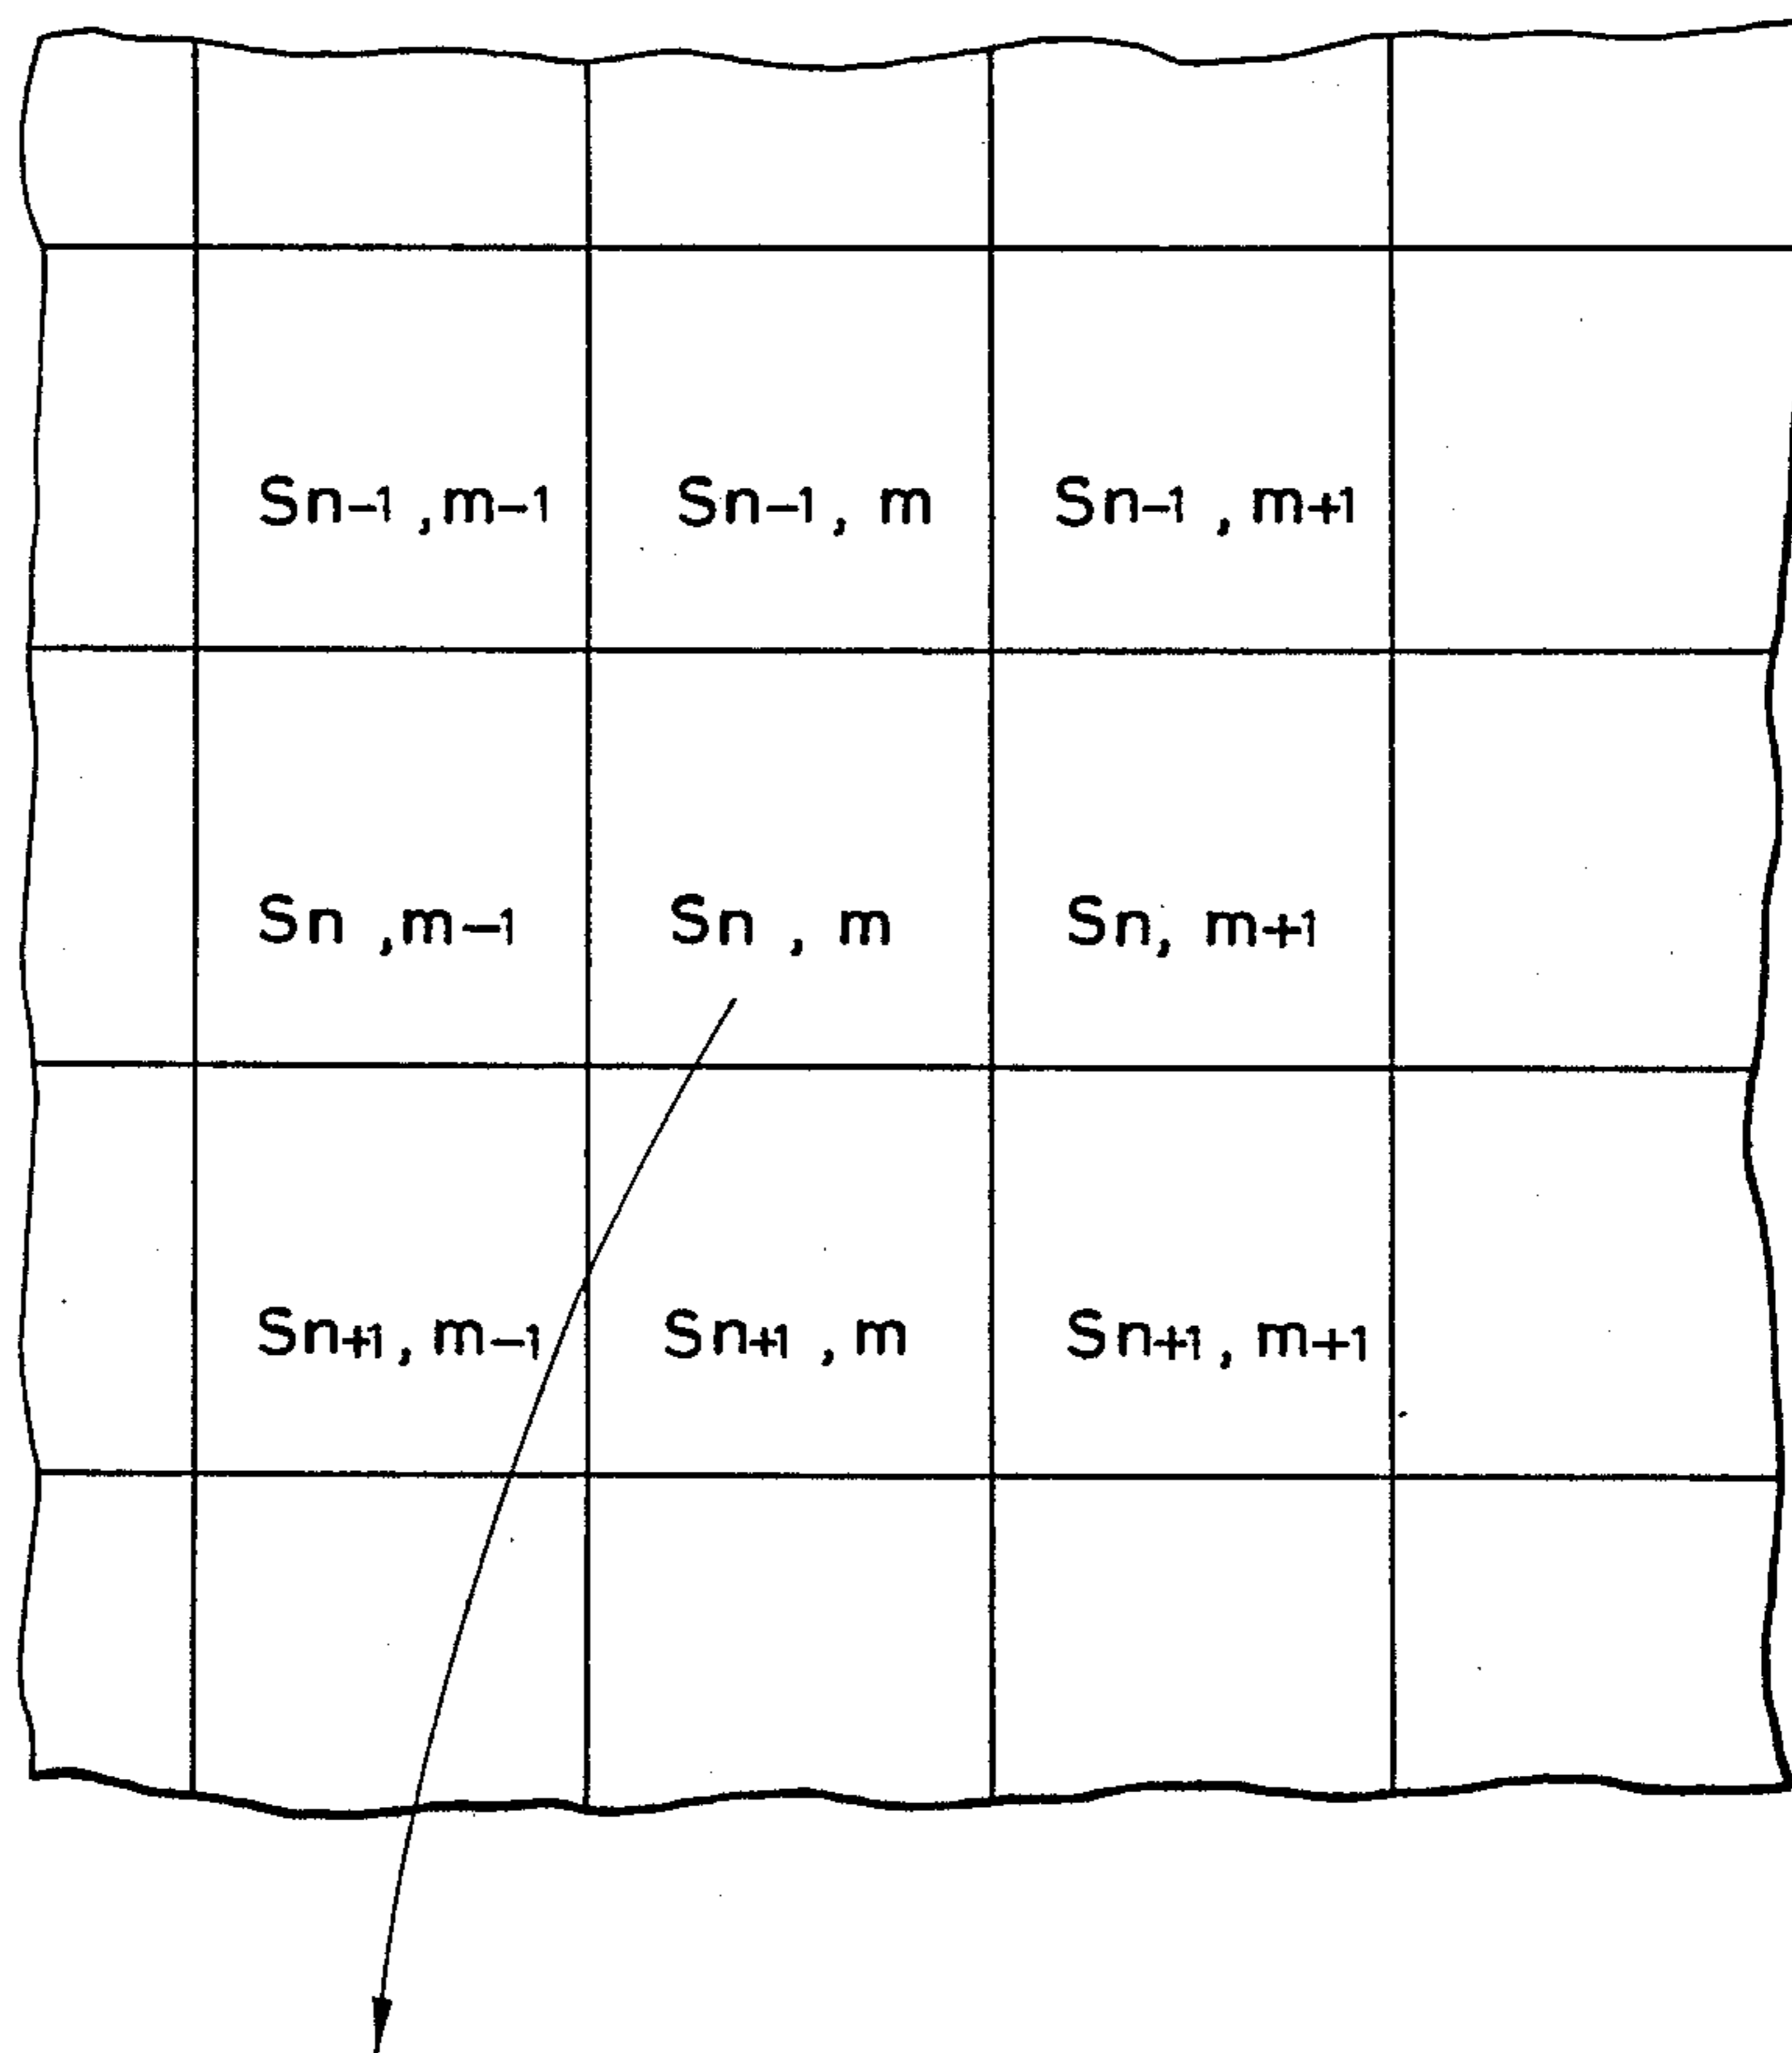 Sn-1 ,m-1 Sn-1, m Sn-1 ,m+1
Sn ,m-1 Sn , m Sn, m+1
Sn+1, m-1 Sn+1 ,m Sn+1, m+1